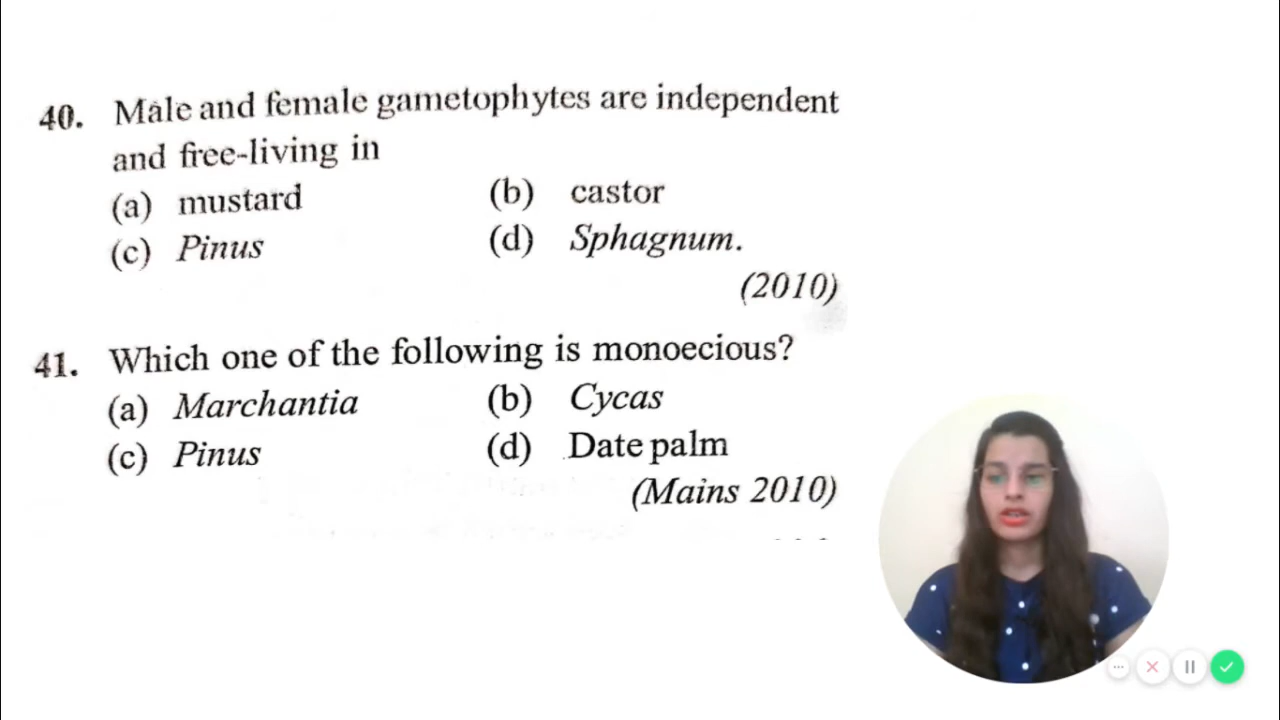 40. Male and female gametophytes are independent
and free-living in
(a) mustard (b) castor
(c) Pinus (d) Sphagnum.
(2010)
41. Which one of the following is monoecious?
(a) Marchantia (b) Cycas
(c) Pinus (d) Date palm
(Mains 2010)